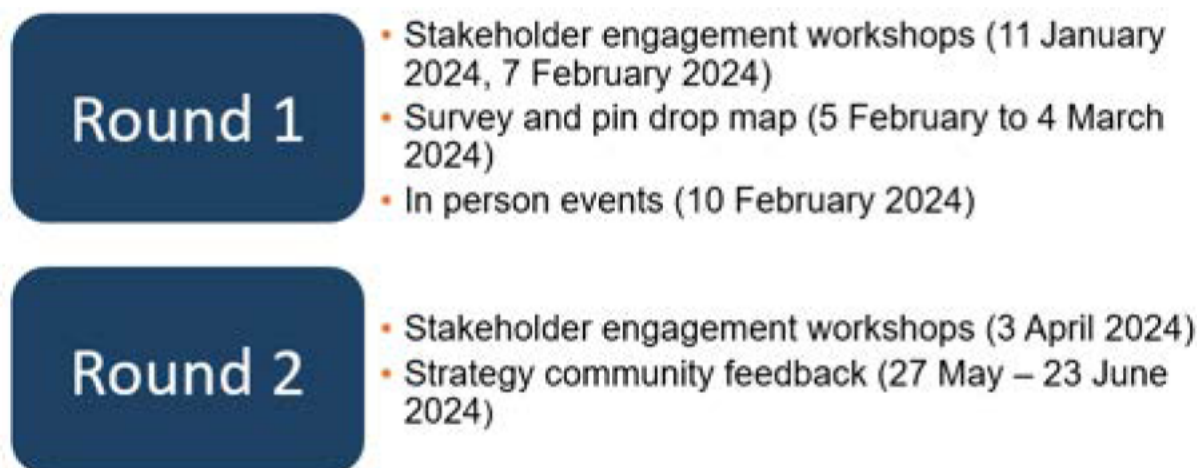 Round 1
• Stakeholder engagement workshops (11 January
2024, 7 February 2024)
• Survey and pin drop map (5 February to 4 March
2024)
• In person events (10 February 2024)
Round 2
• Stakeholder engagement workshops (3 April 2024)
• Strategy community feedback (27 May – 23 June
2024)